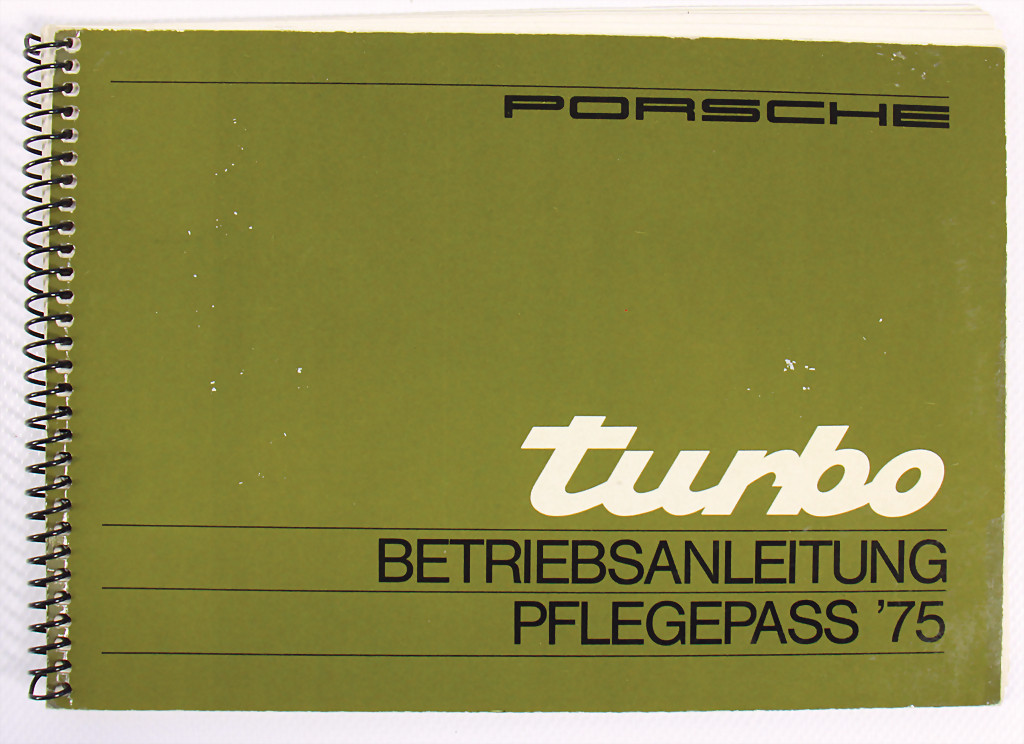 PORSCHE
turbo
BETRIEBSANLEITUNG
PFLEGEPASS '75